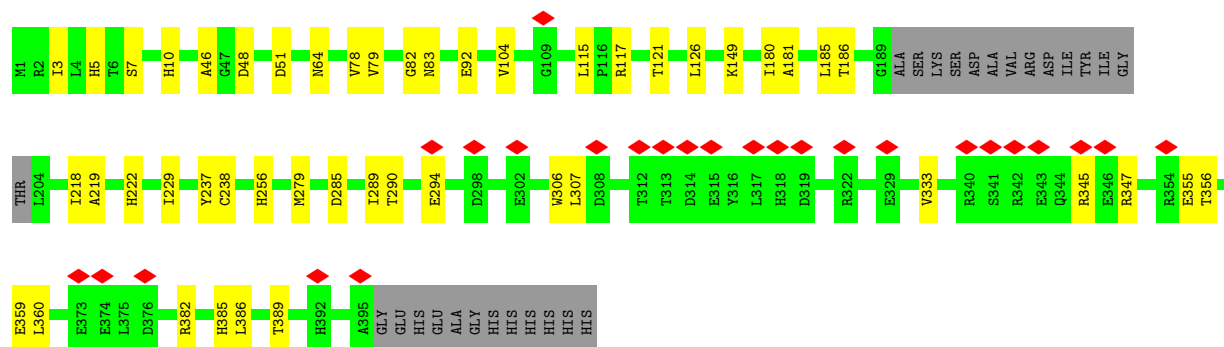 M1 R2 I3 L4 H5 T6 S7 H10 A46 G47 D48 D51 N64 V78 V79 G82 N83 E92 V104 G109 L115 P116 R117 T121 L126 K149 I180 A181 L185 T186 G189 ALA SER LYS SER ASP ALA VAL ARG ASP ILE TYR ILE GLY
THR L204 I218 A219 H222 I229 Y237 C238 H256 M279 D285 I289 T290 E294 D298 E302 W306 L307 D308 T312 T313 D314 E315 Y316 L317 H318 D319 R322 E329 V333 R340 S341 R342 E343 Q344 R345 E346 R347 R354 E355 T356
E359 L360 E373 E374 L375 D376 R382 H385 L386 T389 H392 A395 GLY GLU HIS GLU ALA GLY HIS HIS HIS HIS HIS HIS